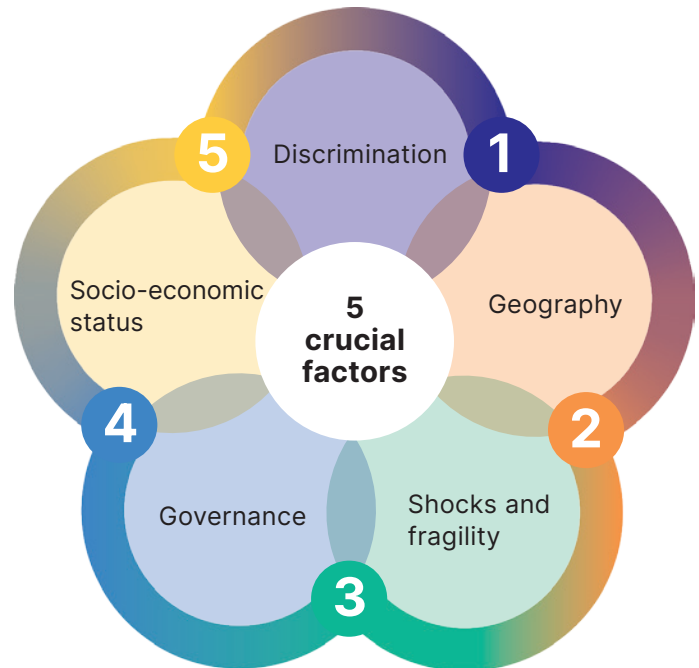 5
Discrimination
1
Socio-economic
status
5
crucial
factors
Geography
4
2
Governance
Shocks and
fragility
3